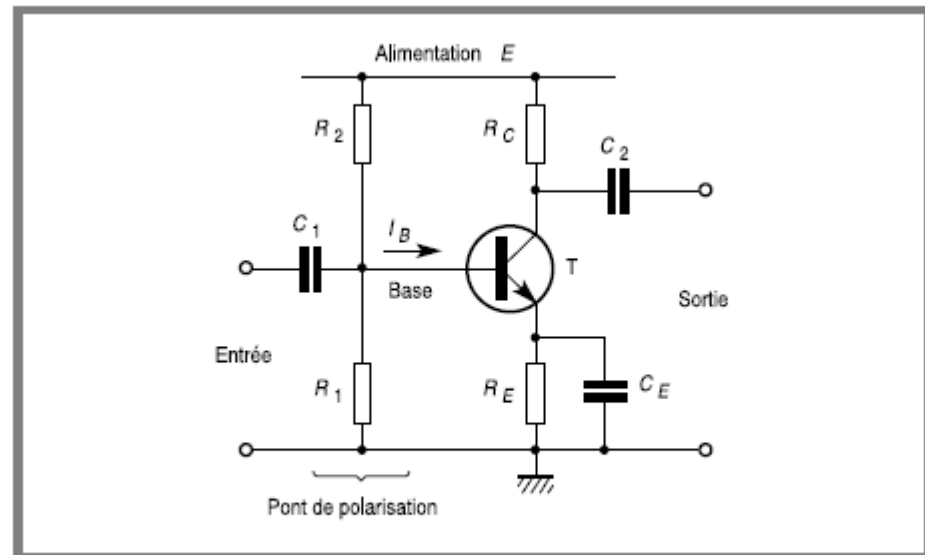 Alimentation E
R2
RC
C2
C1
IB
T
Base
Sortie
Entrée
R1
RE
CE
Pont de polarisation